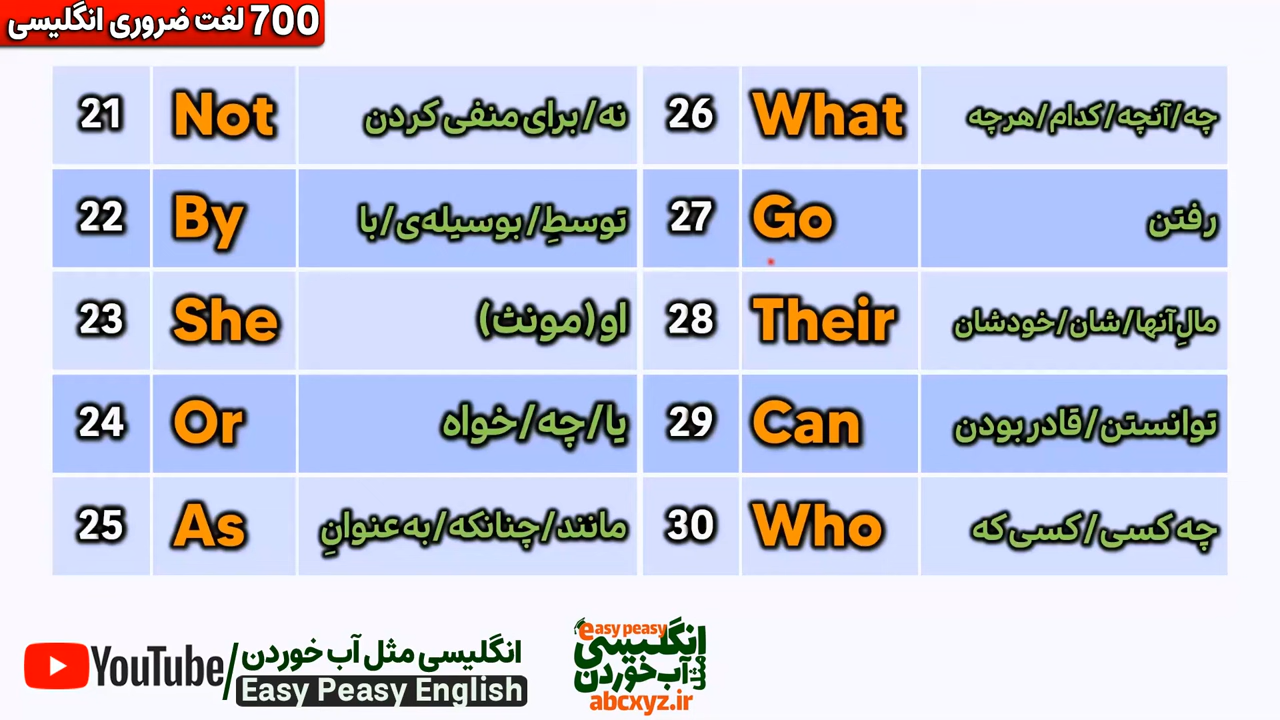 700 لغت ضروری انگلیسی
21 Not نه/ برای منفی کردن
22 By توسطِ/ بوسیله‌ی/ با
23 She او(مونث)
24 Or یا/چه/خواه
25 As مانند/چنانکه/به عنوانِ
26 What چه/آنچه/کدام/هرچه
27 Go رفتن
28 Their مالِ آنها/شان/خودشان
29 Can توانستن/قادر بودن
30 Who چه کسی/ کسی که
YouTube/انگلیسی مثل آب خوردن
Easy Peasy English
easy peasy
انگلیسی
مثل آب خوردن
abcxyz.ir